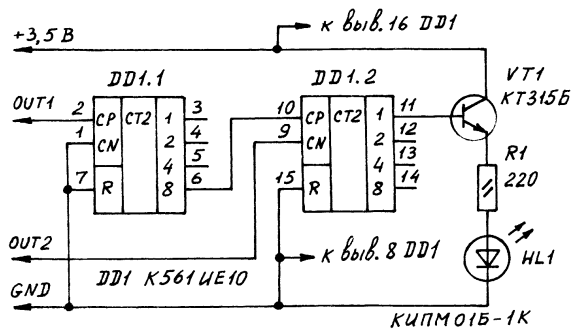 к выв. 16 DD1
+3,5 В
DD1.1
DD1.2
VT1
КТ315Б
OUT1
2
CP
CT2
1
3
1
CN
2
4
4
5
7
R
8
6
10
CP
CT2
1
11
9
CN
2
12
4
13
15
R
8
14
R1
220
OUT2
к выв. 8 DD1
HL1
DD1 К561ИЕ10
GND
КИПМ01Б-1К